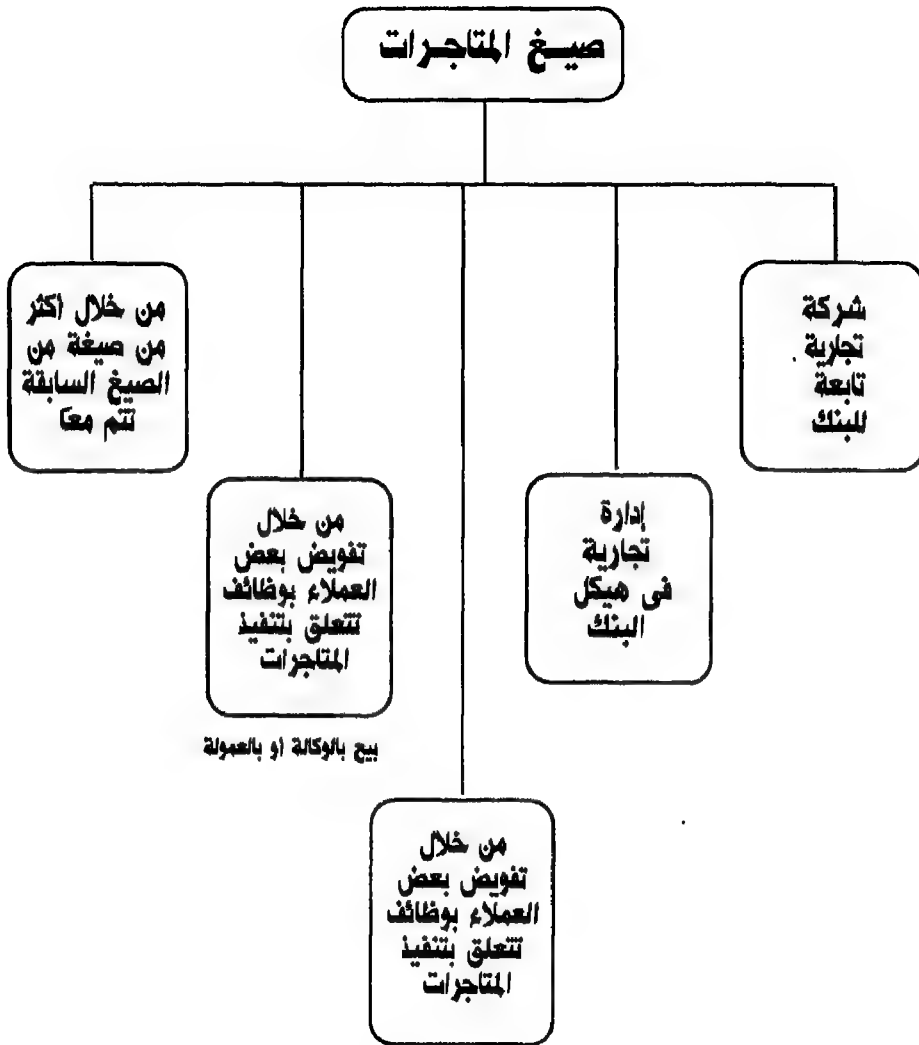 صيغ المتاجرات
شركة
تجارية
تابعة
للبنك
إدارة
تجارية
فى هيكل
البنك
من خلال
تفويض بعض
العملاء بوظائف
تتعلق بتنفيذ
المتاجرات
من خلال
تفويض بعض
العملاء بوظائف
تتعلق بتنفيذ
المتاجرات
بيع بالوكالة أو بالعمولة
من خلال أكثر
من صيغة من
الصيغ السابقة
تتم معا